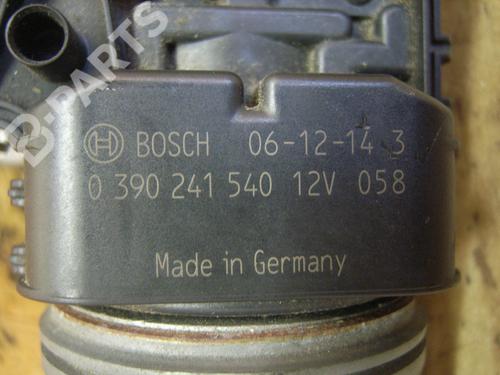 B-PARTS
BOSCH 06-12-14 3
0 390 241 540 12V 058
Made in Germany